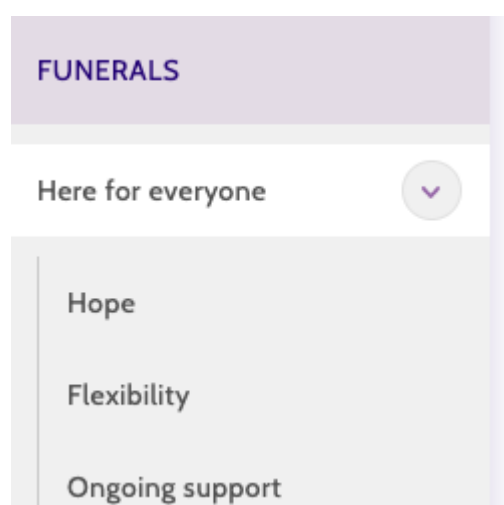 FUNERALS
Here for everyone
Hope
Flexibility
Ongoing support